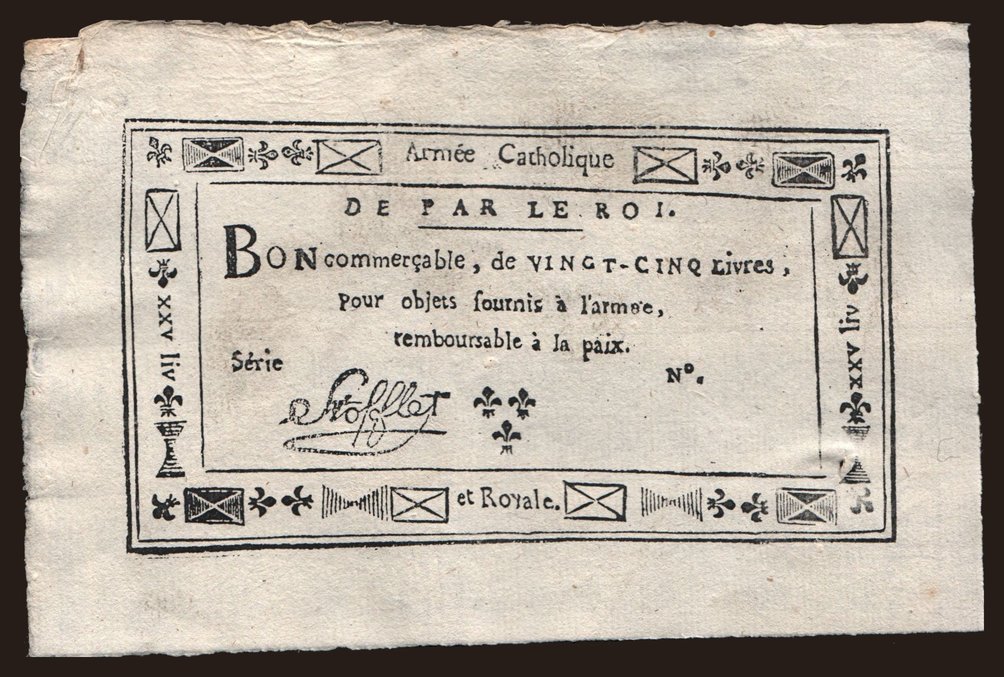 Armée Catholique
DE PAR LE ROI.
BON commerçable, de VINGT-CINQ Livres,
Pour objets fournis à l'armée,
remboursable à la paix.
Série
N°.
Stofflet
XXV liv
XXV liv
et Royale.